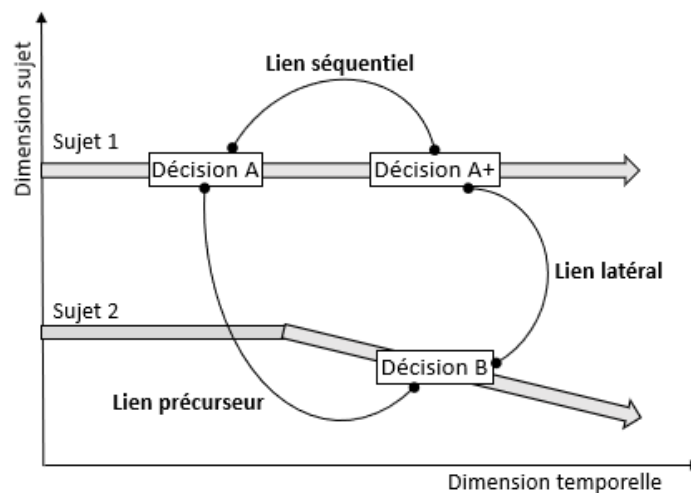 Dimension sujet
Lien séquentiel
Sujet 1
Décision A
Décision A+
Lien latéral
Sujet 2
Décision B
Lien précurseur
Dimension temporelle